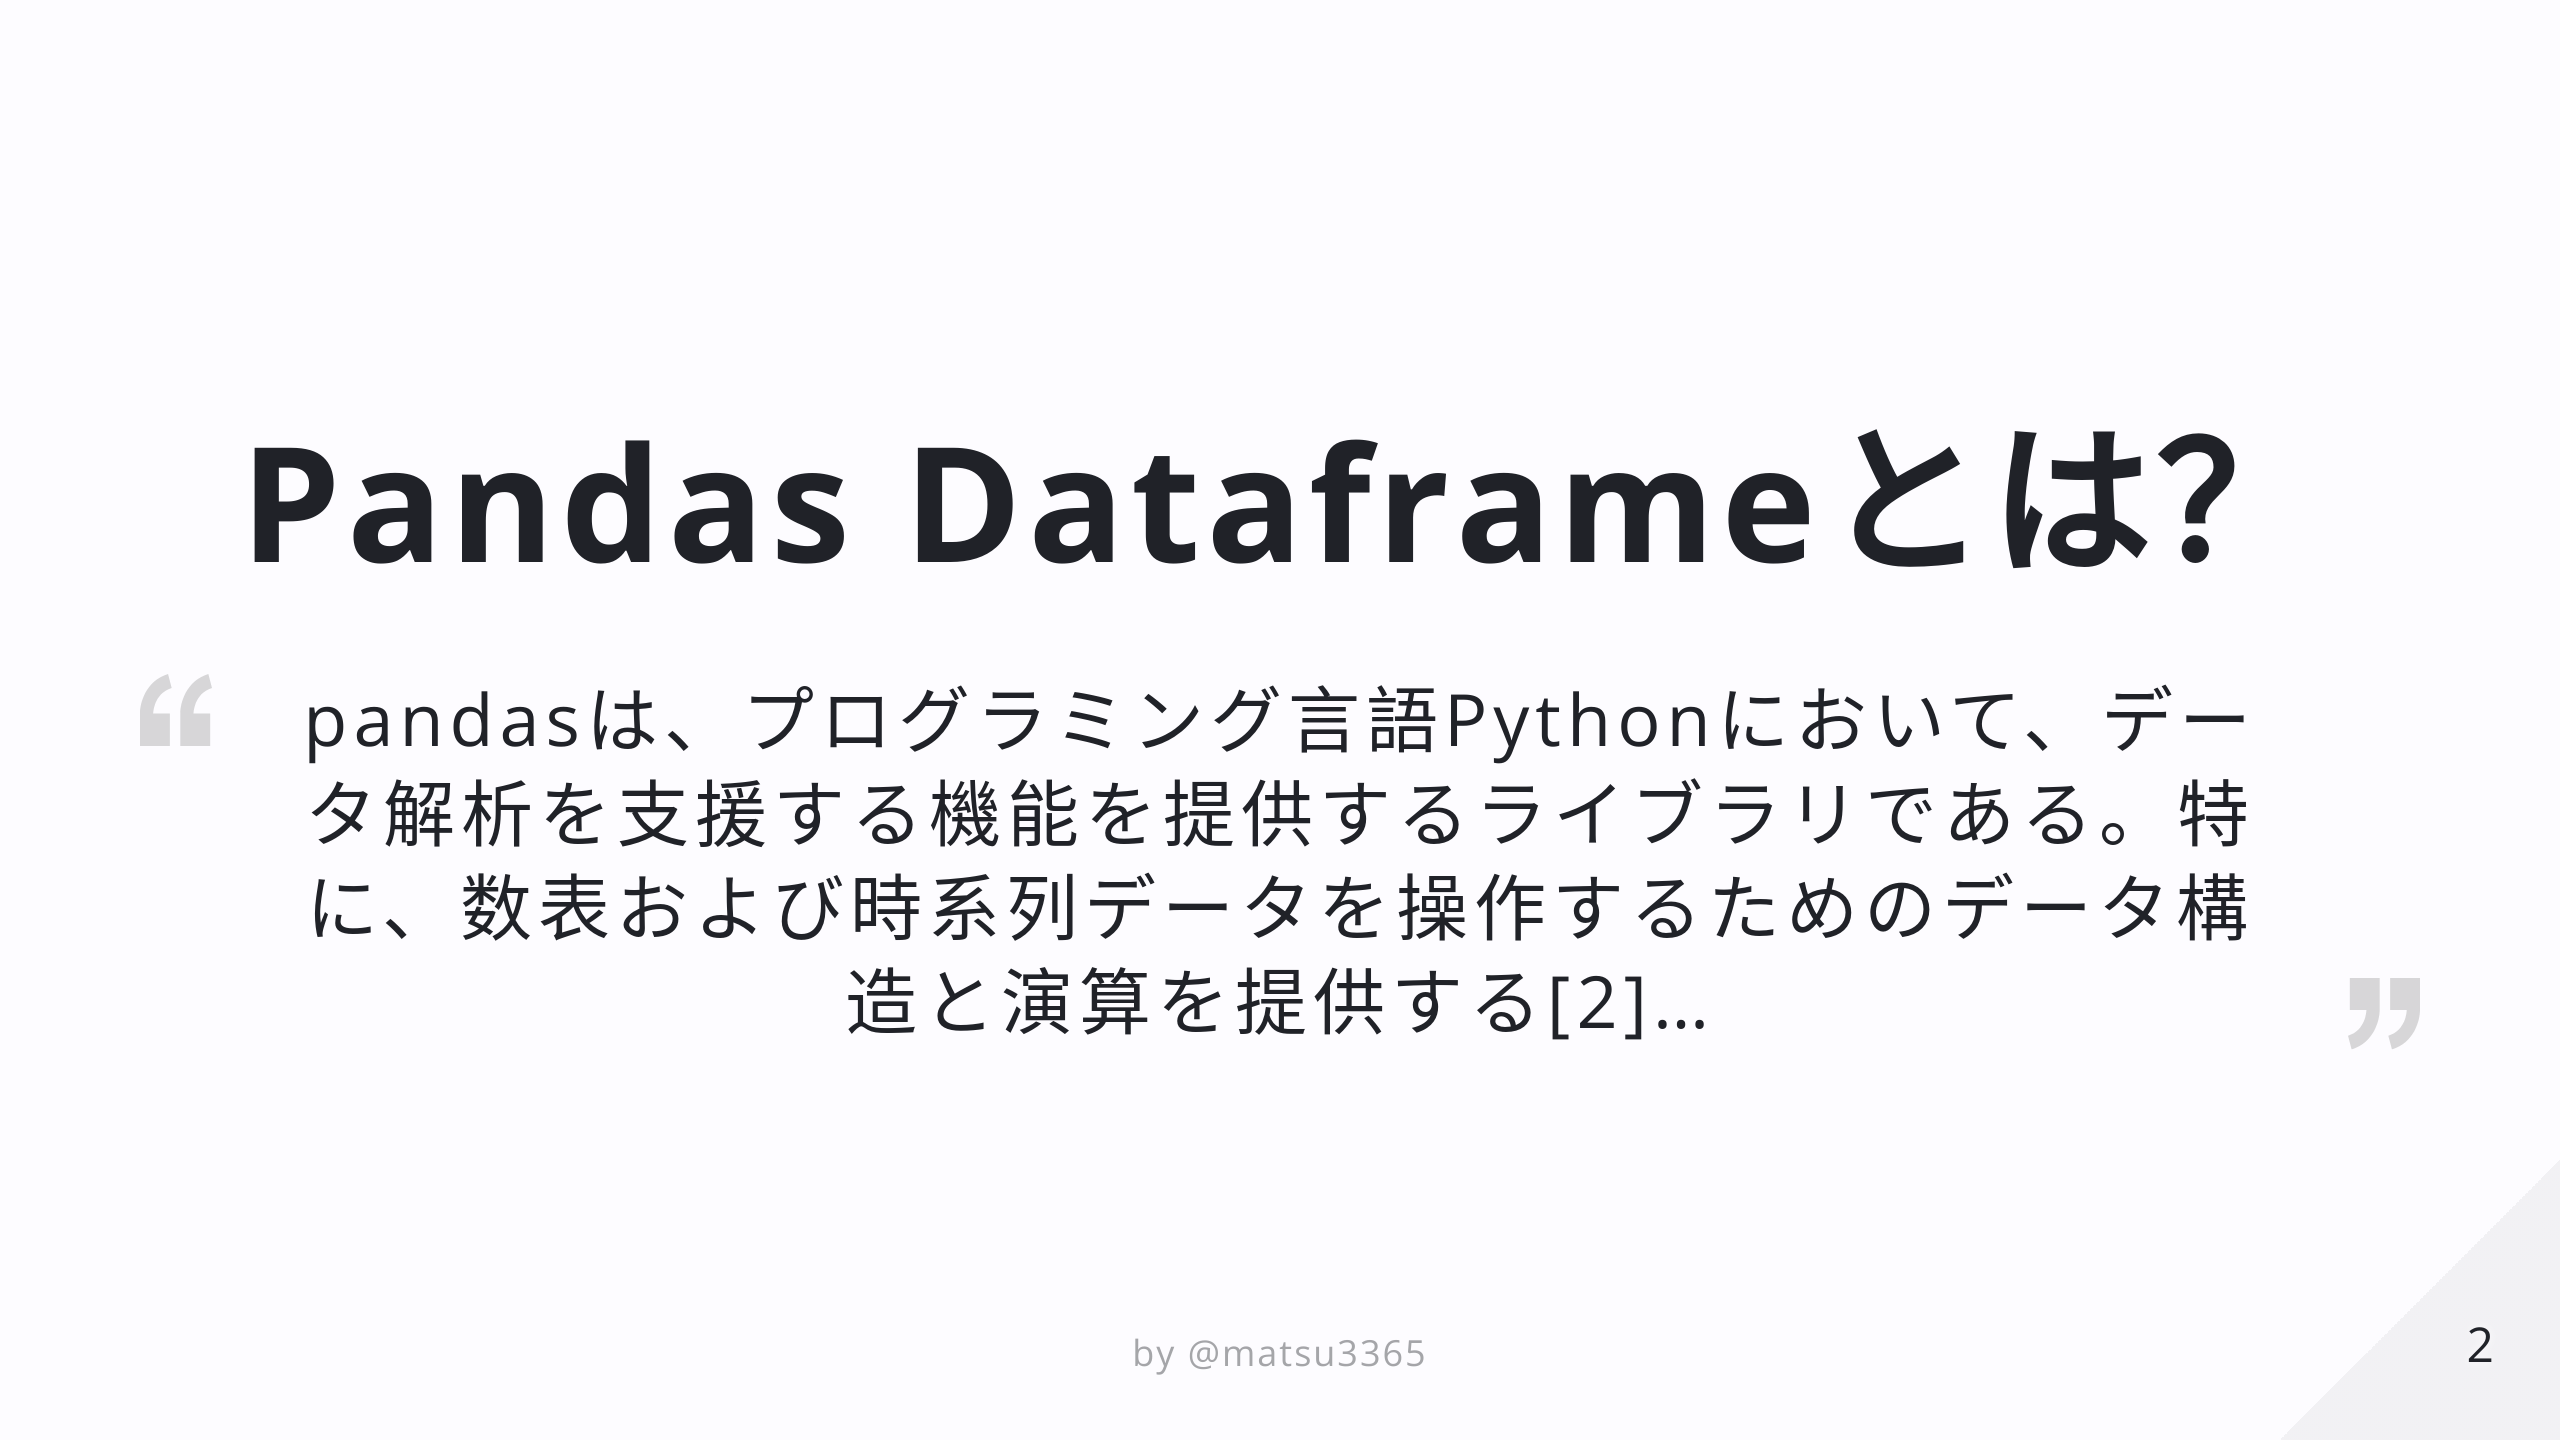 Pandas Dataframeとは?
“
pandasは、プログラミング言語Pythonにおいて、デー
タ解析を支援する機能を提供するライブラリである。特
に、数表および時系列データを操作するためのデータ構
造と演算を提供する[2]...
”
by @matsu3365
2